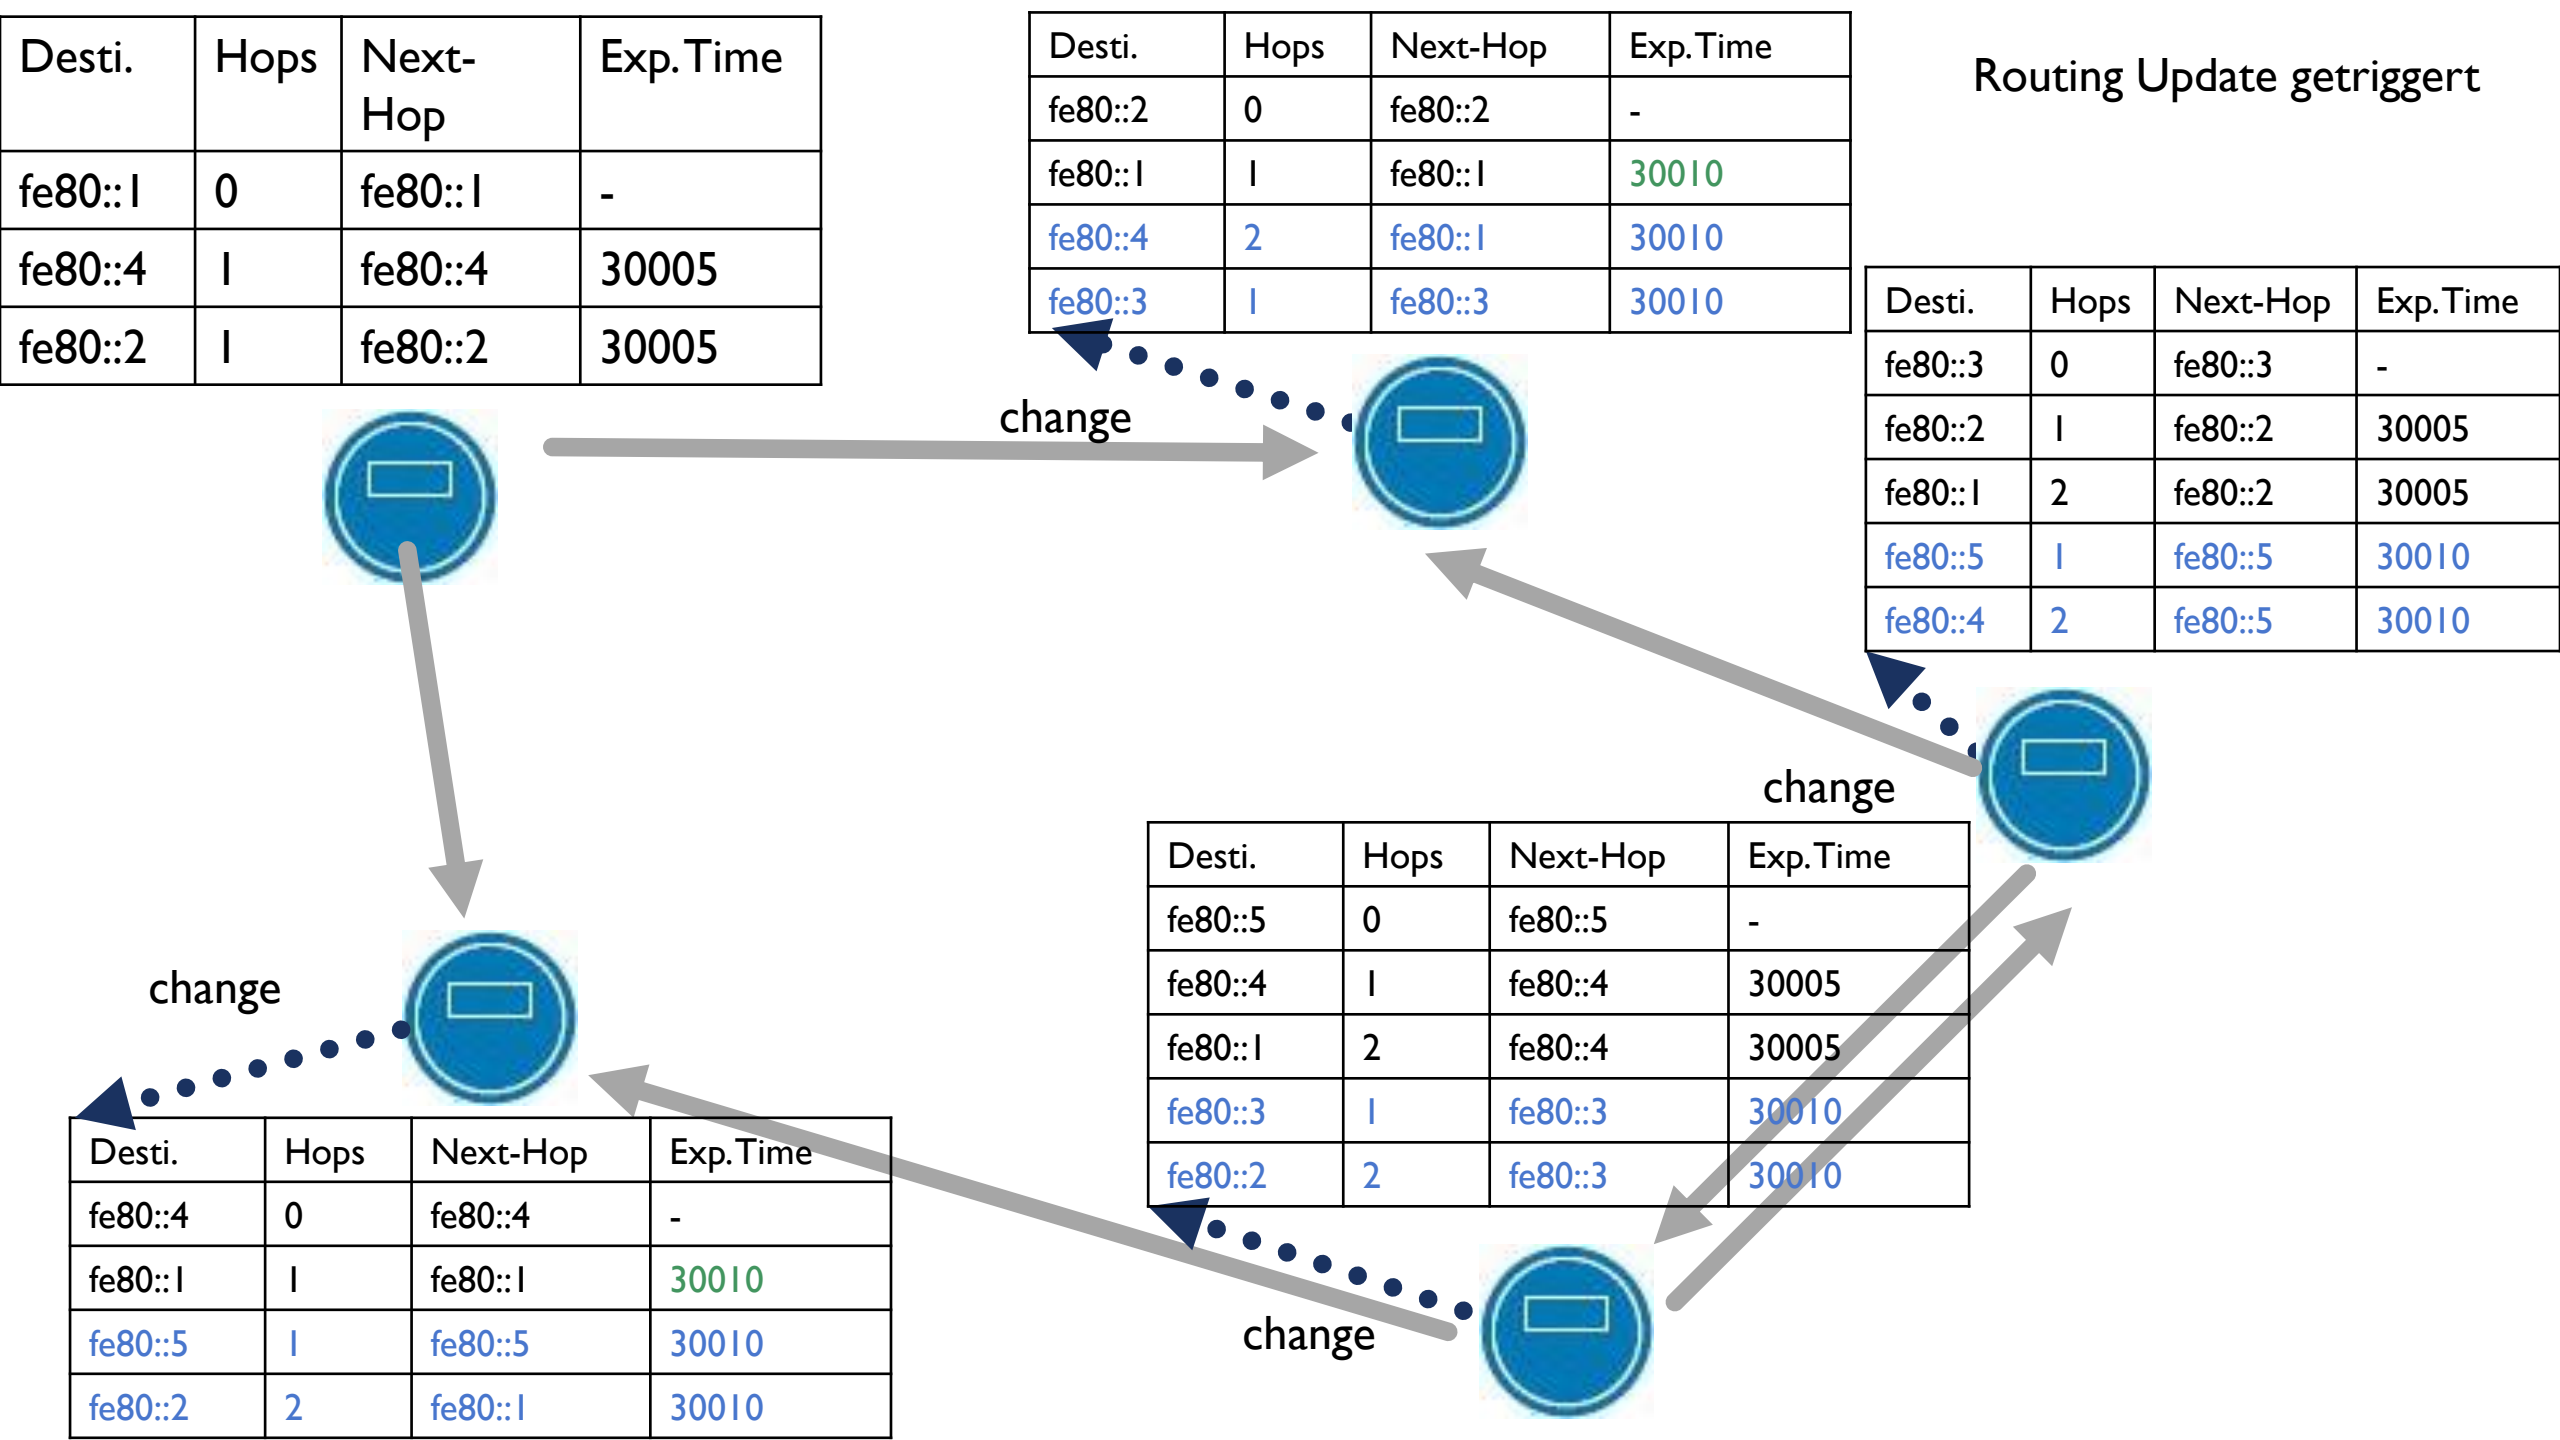 Desti. Hops Next-Hop Exp. Time
fe80::1 0 fe80::1 -
fe80::4 1 fe80::4 30005
fe80::2 1 fe80::2 30005
Desti. Hops Next-Hop Exp. Time
fe80::2 0 fe80::2 -
fe80::1 1 fe80::1 30010
fe80::4 2 fe80::1 30010
fe80::3 1 fe80::3 30010
Routing Update getriggert
Desti. Hops Next-Hop Exp. Time
fe80::3 0 fe80::3 -
fe80::2 1 fe80::2 30005
fe80::1 2 fe80::2 30005
fe80::5 1 fe80::5 30010
fe80::4 2 fe80::5 30010
change
change
Desti. Hops Next-Hop Exp. Time
fe80::5 0 fe80::5 -
fe80::4 1 fe80::4 30005
fe80::1 2 fe80::4 30005
fe80::3 1 fe80::3 30010
fe80::2 2 fe80::3 30010
change
Desti. Hops Next-Hop Exp. Time
fe80::4 0 fe80::4 -
fe80::1 1 fe80::1 30010
fe80::5 1 fe80::5 30010
fe80::2 2 fe80::1 30010
change